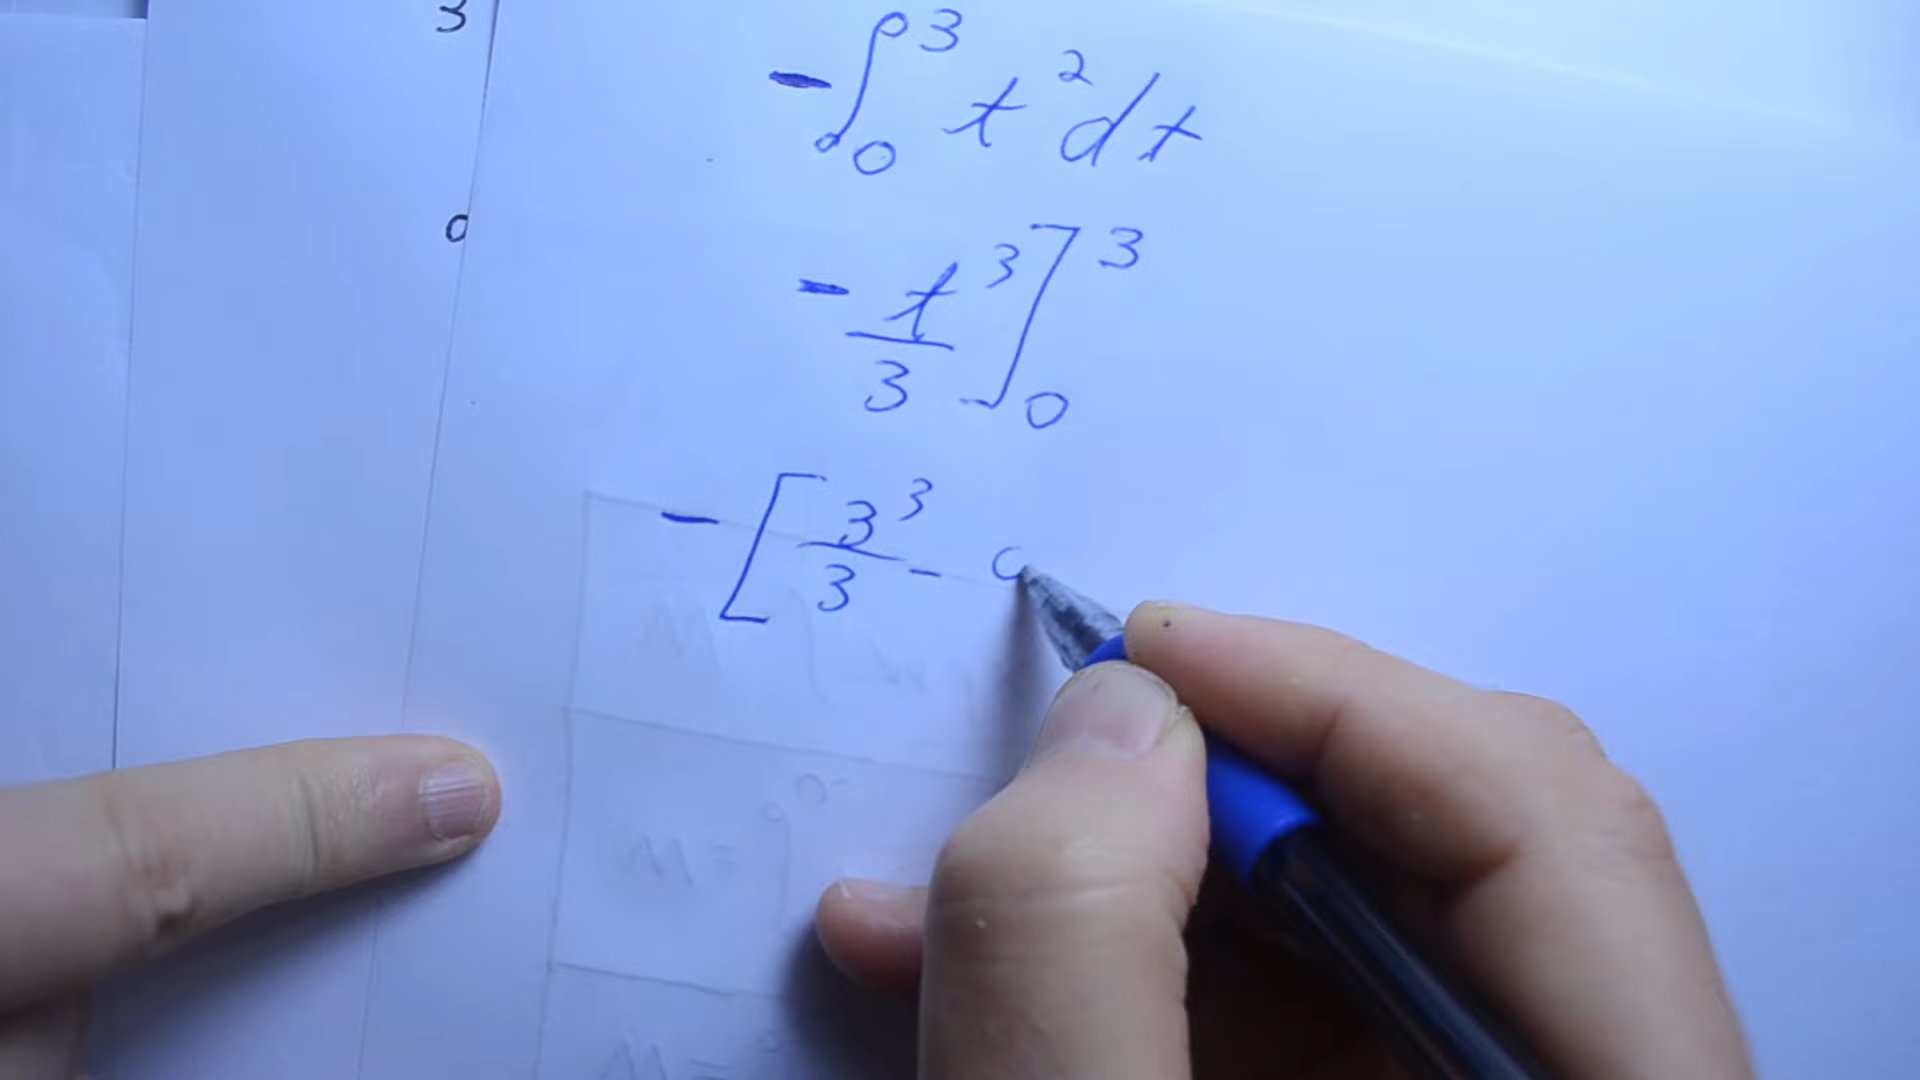 3
0
-∫₀³ t² dt
-t³/3]₀³
-[3³/3 - 0
M =
M =